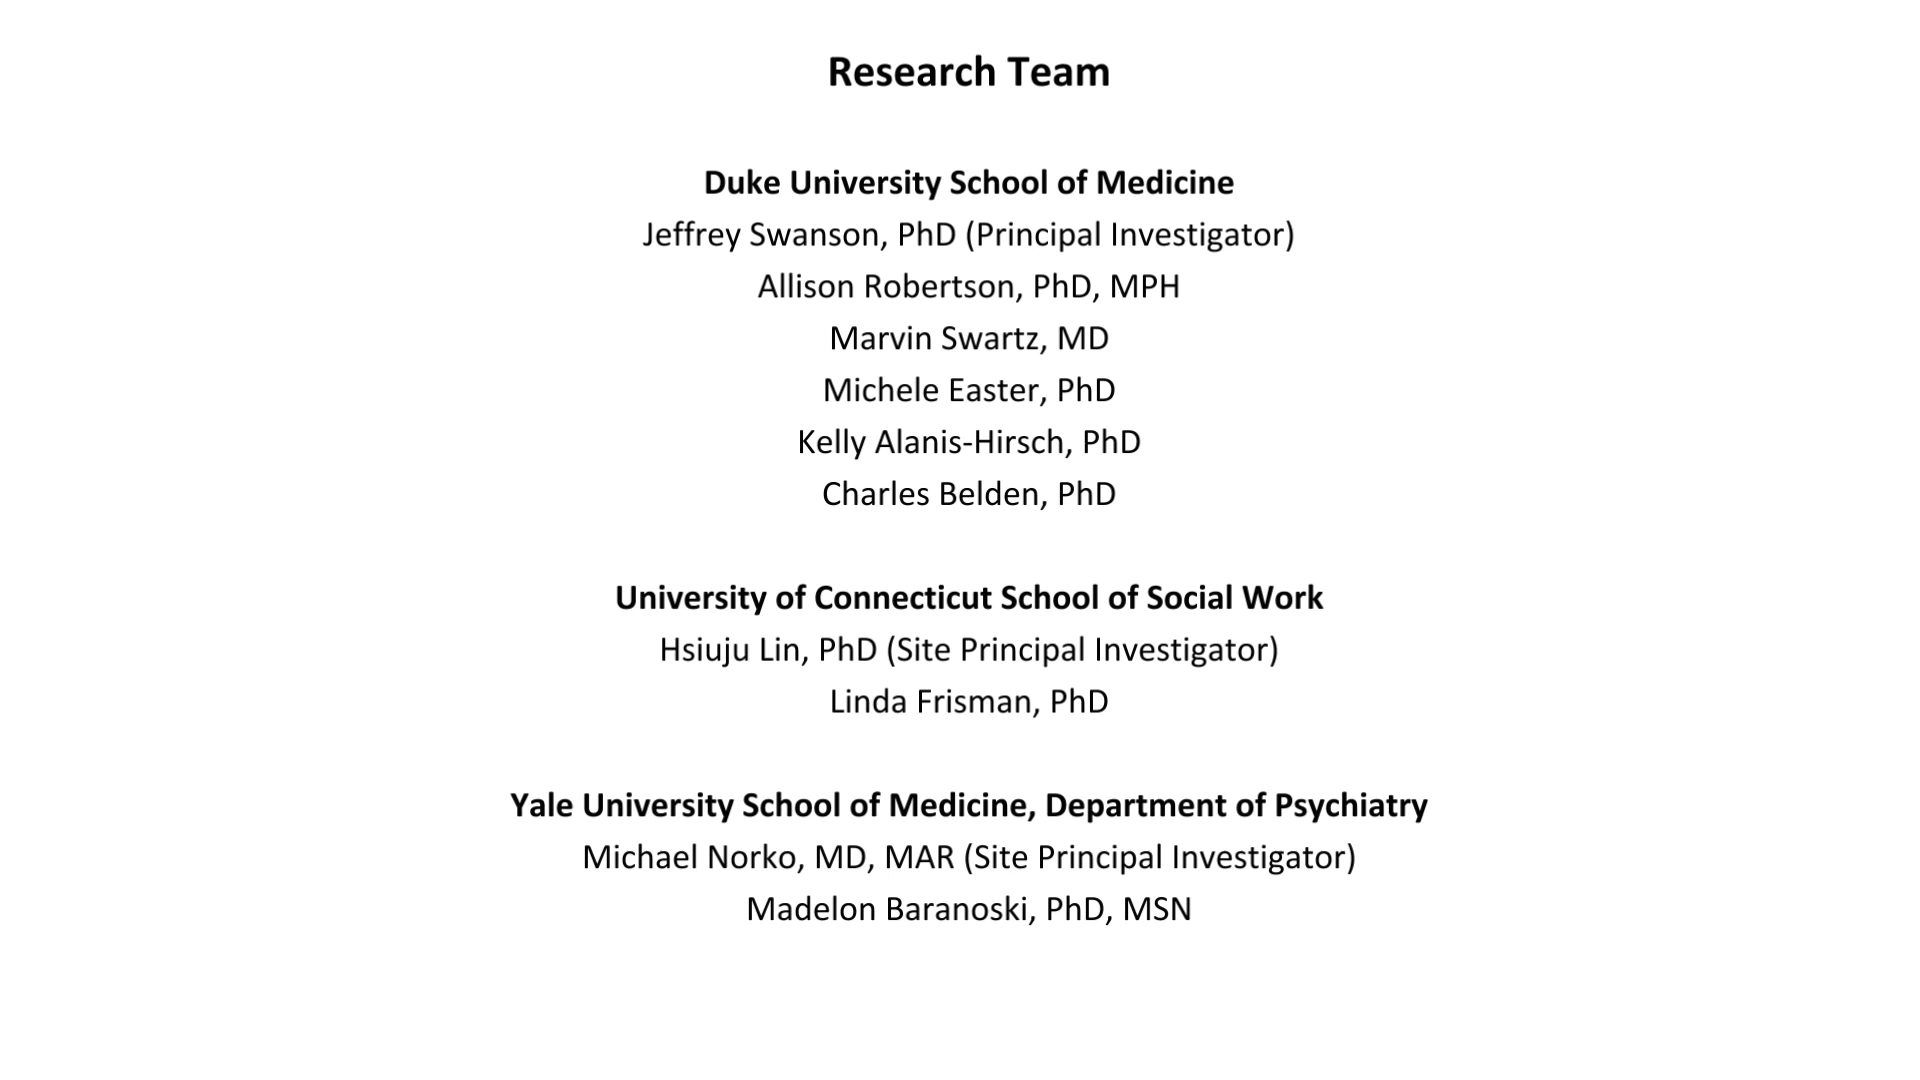 Research Team
Duke University School of Medicine
Jeffrey Swanson, PhD (Principal Investigator)
Allison Robertson, PhD, MPH
Marvin Swartz, MD
Michele Easter, PhD
Kelly Alanis-Hirsch, PhD
Charles Belden, PhD
University of Connecticut School of Social Work
Hsiuju Lin, PhD (Site Principal Investigator)
Linda Frisman, PhD
Yale University School of Medicine, Department of Psychiatry
Michael Norko, MD, MAR (Site Principal Investigator)
Madelon Baranoski, PhD, MSN